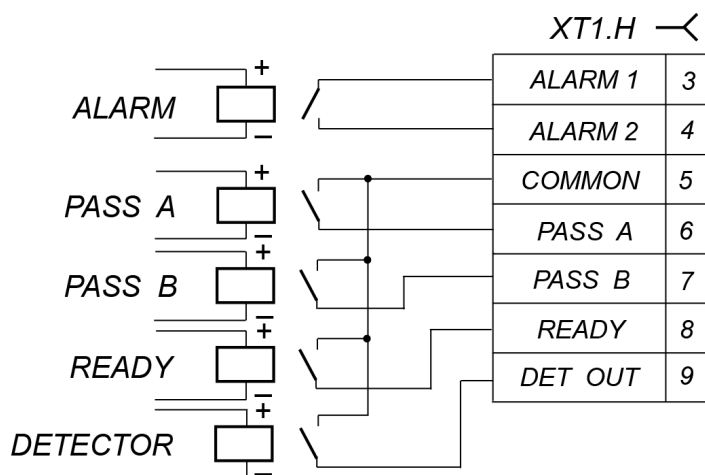 XT1.H
ALARM + − ALARM 1 3
ALARM 2 4
PASS A + − COMMON 5
PASS A 6
PASS B + − PASS B 7
READY + − READY 8
DETECTOR + − DET OUT 9